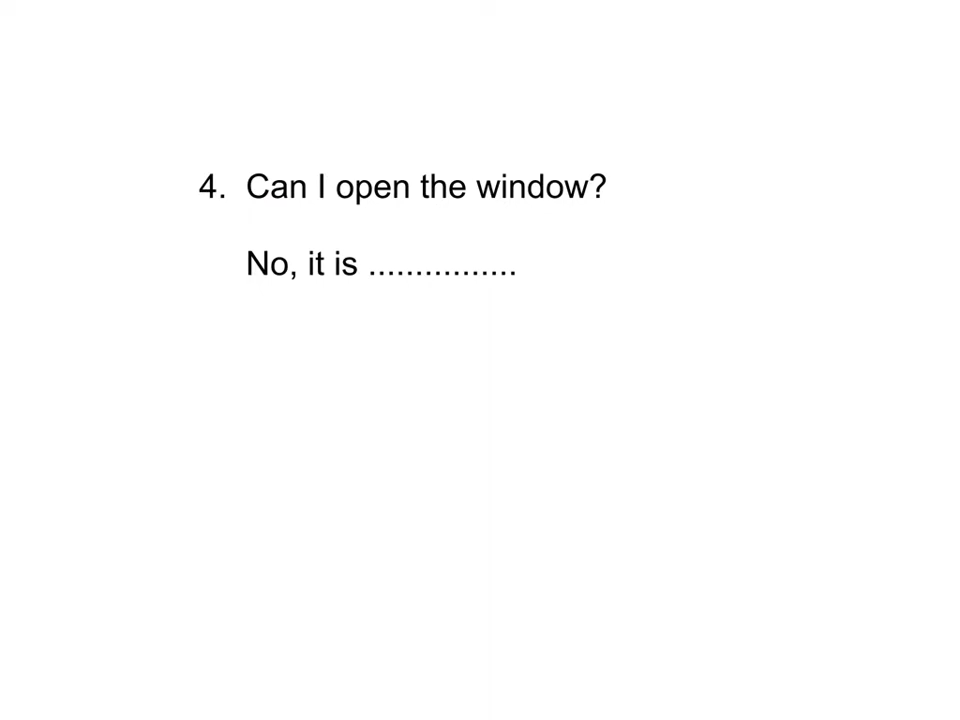 4. Can I open the window?
No, it is ................